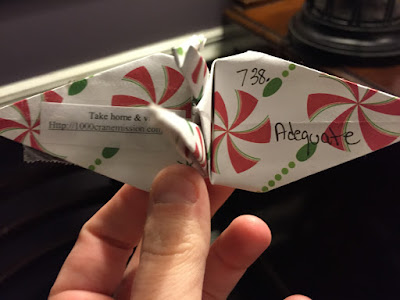 Take home & v
Http://1000cranemission.com
738.
Adequate